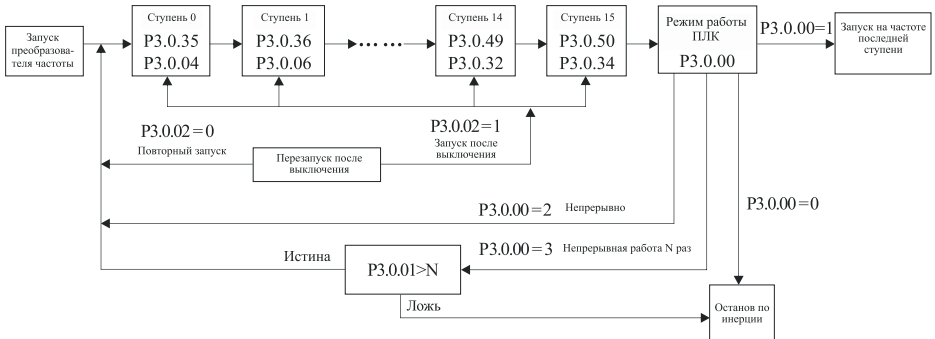 Запуск
преобразова-
теля частоты
Ступень 0
P3.0.35
P3.0.04
Ступень 1
P3.0.36
P3.0.06
Ступень 14
P3.0.49
P3.0.32
Ступень 15
P3.0.50
P3.0.34
Режим работы
ПЛК
P3.0.00
P3.0.00=1
Запуск на частоте
последней
ступени
P3.0.02=0
Повторный запуск
Перезапуск после
выключения
P3.0.02=1
Запуск после
выключения
P3.0.00=2 Непрерывно
P3.0.00=0
P3.0.00=3 Непрерывная работа N раз
Истина
P3.0.01>N
Ложь
Останов по
инерции